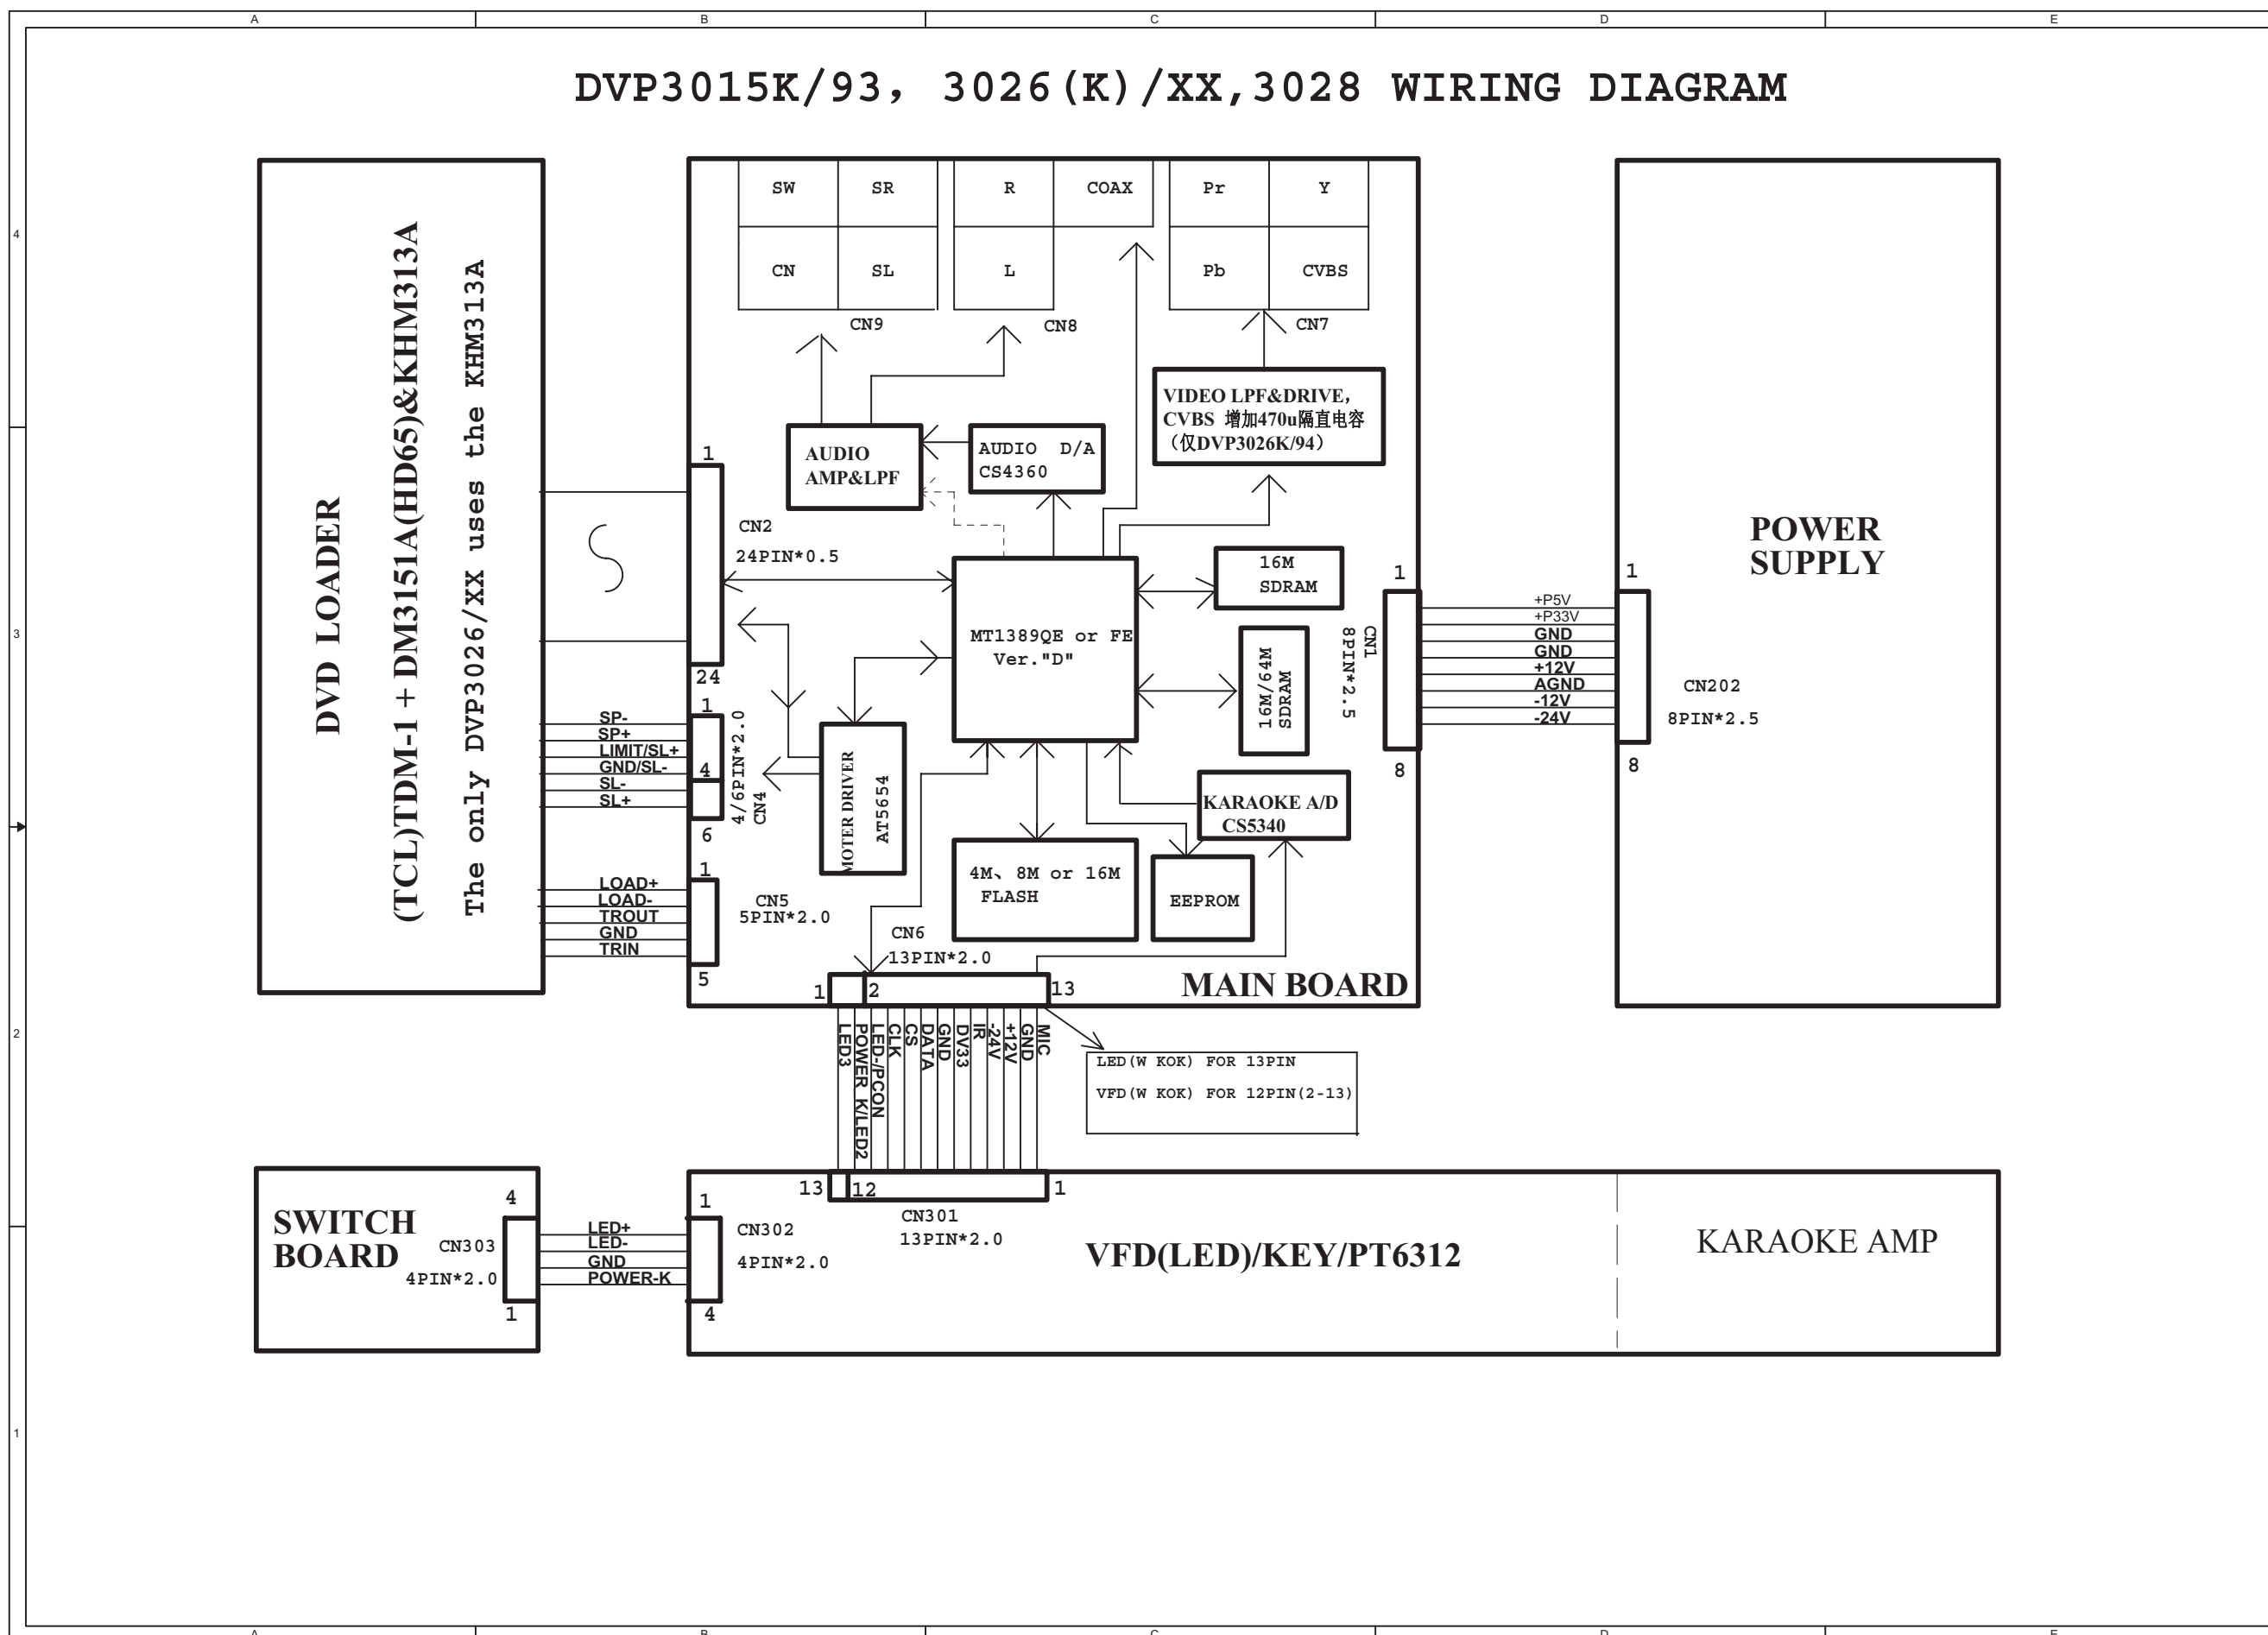 A
B
C
D
E
DVP3015K/93, 3026(K)/XX,3028 WIRING DIAGRAM
4
3
2
1
DVD LOADER
(TCL)TDM-1 + DM3151A(HD65)&KHM313A
The only DVP3026/XX uses the KHM313A
SW
SR
R
COAX
Pr
Y
CN
SL
L
Pb
CVBS
CN9
CN8
CN7
VIDEO LPF&DRIVE,
CVBS 增加470u隔直电容
（仅DVP3026K/94）
AUDIO
AMP&LPF
AUDIO D/A
CS4360
1
CN2
24PIN*0.5
24
16M
SDRAM
MT1389QE or FE
Ver."D"
16M/64M
SDRAM
1
CN1
8PIN*2.5
8
+P5V
+P33V
GND
GND
+12V
AGND
-12V
-24V
1
POWER
SUPPLY
CN202
8PIN*2.5
8
SP-
SP+
LIMIT/SL+
GND/SL-
SL-
SL+
1
4
6
4/6PIN*2.0
CN4
MOTER DRIVER
AT5654
KARAOKE A/D
CS5340
4M、8M or 16M
FLASH
EEPROM
LOAD+
LOAD-
TROUT
GND
TRIN
1
CN5
5PIN*2.0
5
CN6
13PIN*2.0
1
2
13
MAIN BOARD
LED3
POWER K/LED2
LED-/PCON
CLK
CS
DATA
GND
DV33
IR
-24V
+12V
GND
MIC
LED(W KOK) FOR 13PIN
VFD(W KOK) FOR 12PIN(2-13)
SWITCH
BOARD
4
CN303
4PIN*2.0
1
LED+
LED-
GND
POWER-K
1
CN302
4PIN*2.0
4
13
12
1
CN301
13PIN*2.0
VFD(LED)/KEY/PT6312
KARAOKE AMP
A
B
C
D
E